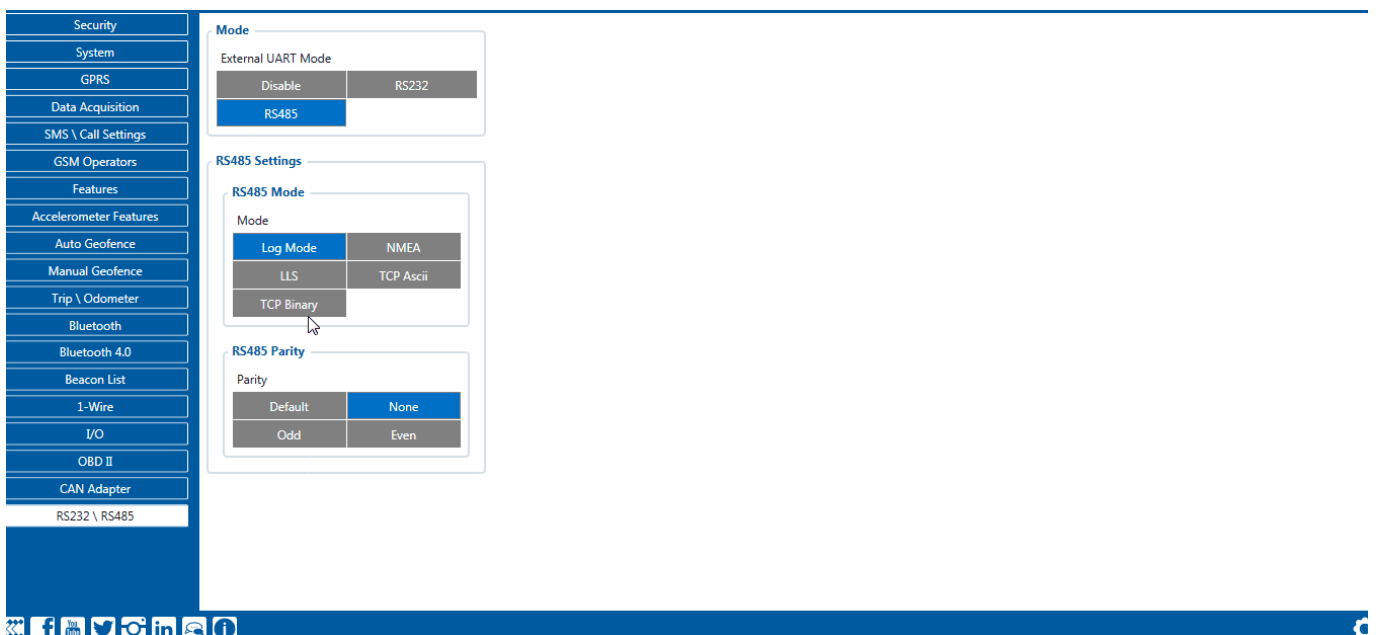 Security
System
GPRS
Data Acquisition
SMS \ Call Settings
GSM Operators
Features
Accelerometer Features
Auto Geofence
Manual Geofence
Trip \ Odometer
Bluetooth
Bluetooth 4.0
Beacon List
1-Wire
I/O
OBD II
CAN Adapter
RS232 \ RS485
Mode
External UART Mode
Disable RS232
RS485
RS485 Settings
RS485 Mode
Mode
Log Mode NMEA
LLS TCP Ascii
TCP Binary
RS485 Parity
Parity
Default None
Odd Even
You